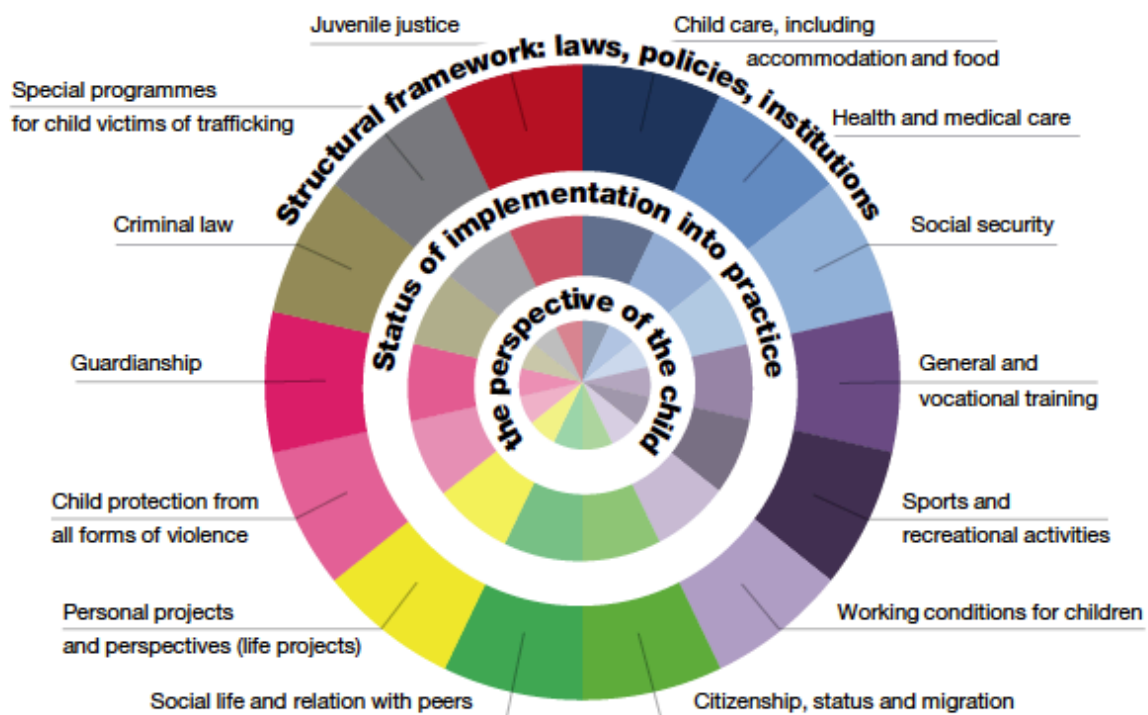 Juvenile justice
Child care, including
accommodation and food
Special programmes
for child victims of trafficking
Health and medical care
Criminal law
Social security
Guardianship
General and
vocational training
Child protection from
all forms of violence
Sports and
recreational activities
Personal projects
and perspectives (life projects)
Working conditions for children
Social life and relation with peers
Citizenship, status and migration
Structural framework: laws, policies, institutions
Status of implementation into practice
the perspective of the child